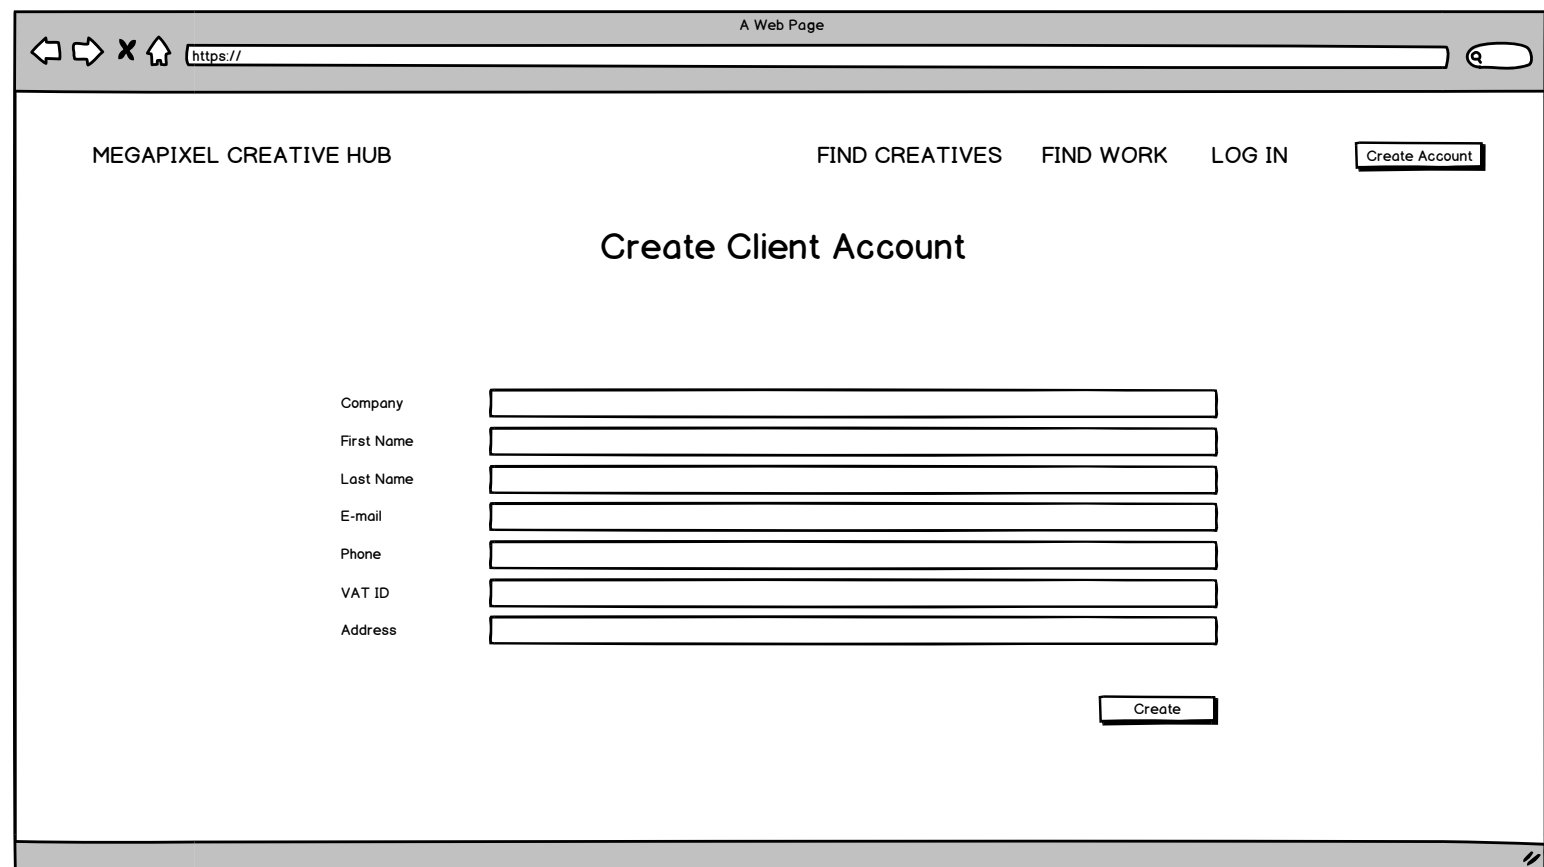 A Web Page
https://
MEGAPIXEL CREATIVE HUB FIND CREATIVES FIND WORK LOG IN Create Account
Create Client Account
Company
First Name
Last Name
E-mail
Phone
VAT ID
Address
Create